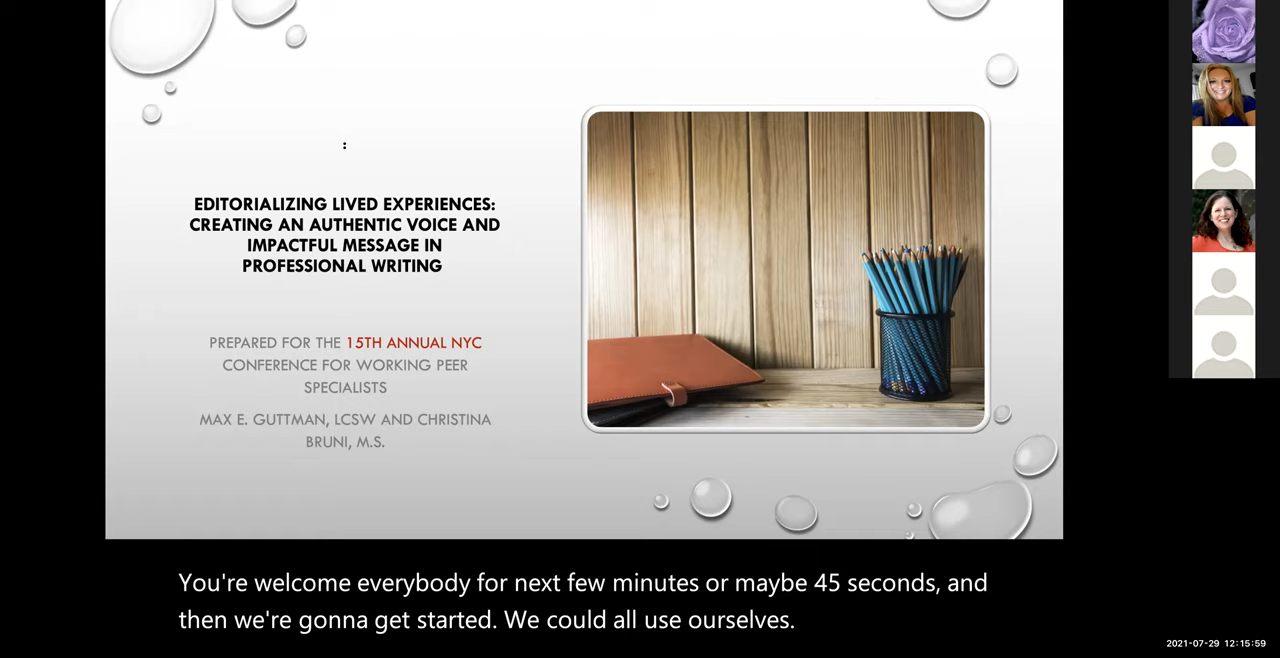 :
EDITORIALIZING LIVED EXPERIENCES:
CREATING AN AUTHENTIC VOICE AND
IMPACTFUL MESSAGE IN
PROFESSIONAL WRITING
PREPARED FOR THE 15TH ANNUAL NYC
CONFERENCE FOR WORKING PEER
SPECIALISTS
MAX E. GUTTMAN, LCSW AND CHRISTINA
BRUNI, M.S.
You're welcome everybody for next few minutes or maybe 45 seconds, and
then we're gonna get started. We could all use ourselves.
2021-07-29 12:15:59